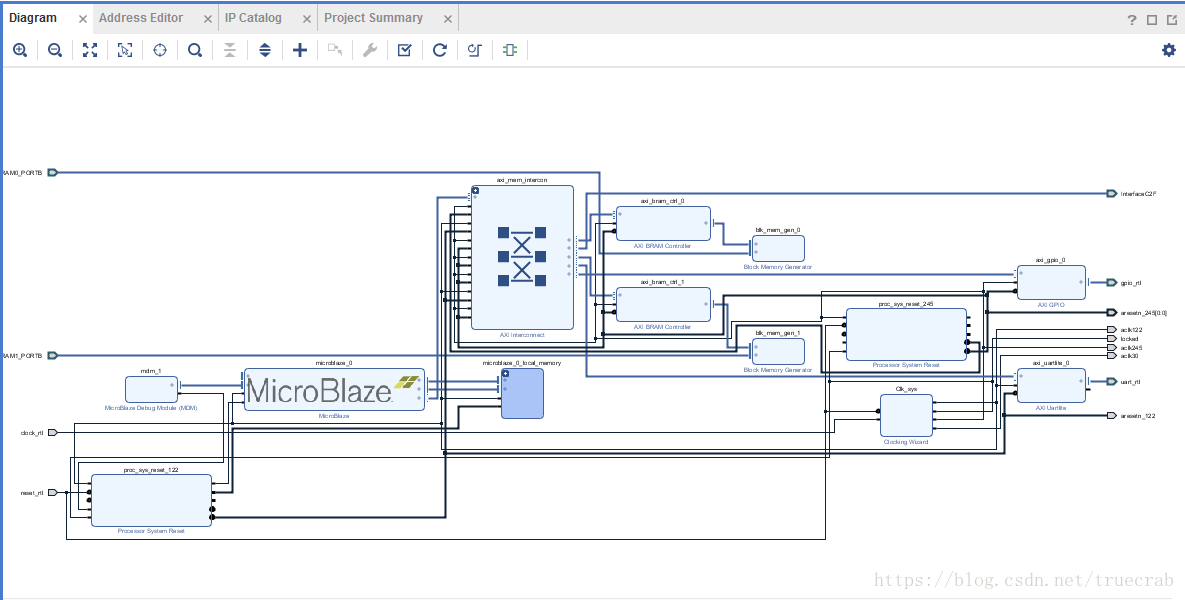 Diagram
Address Editor
IP Catalog
Project Summary
RAM0_PORTB
axi_mem_intercon
AXI Interconnect
axi_bram_ctrl_0
AXI BRAM Controller
blk_mem_gen_0
Block Memory Generator
interfaceC2F
axi_gpio_0
AXI GPIO
gpio_rtl
axi_bram_ctrl_1
AXI BRAM Controller
blk_mem_gen_1
Block Memory Generator
proc_sys_reset_245
Processor System Reset
aresetn_245[0:0]
aclk122
locked
aclk245
aclk30
RAM1_PORTB
mdm_1
MicroBlaze Debug Module (MDM)
microblaze_0
MicroBlaze
MicroBlaze
microblaze_0_local_memory
axi_uartlite_0
AXI Uartlite
uart_rtl
Clk_sys
Clocking Wizard
aresetn_122
clock_rtl
proc_sys_reset_122
Processor System Reset
reset_rtl
https://blog.csdn.net/truecrab